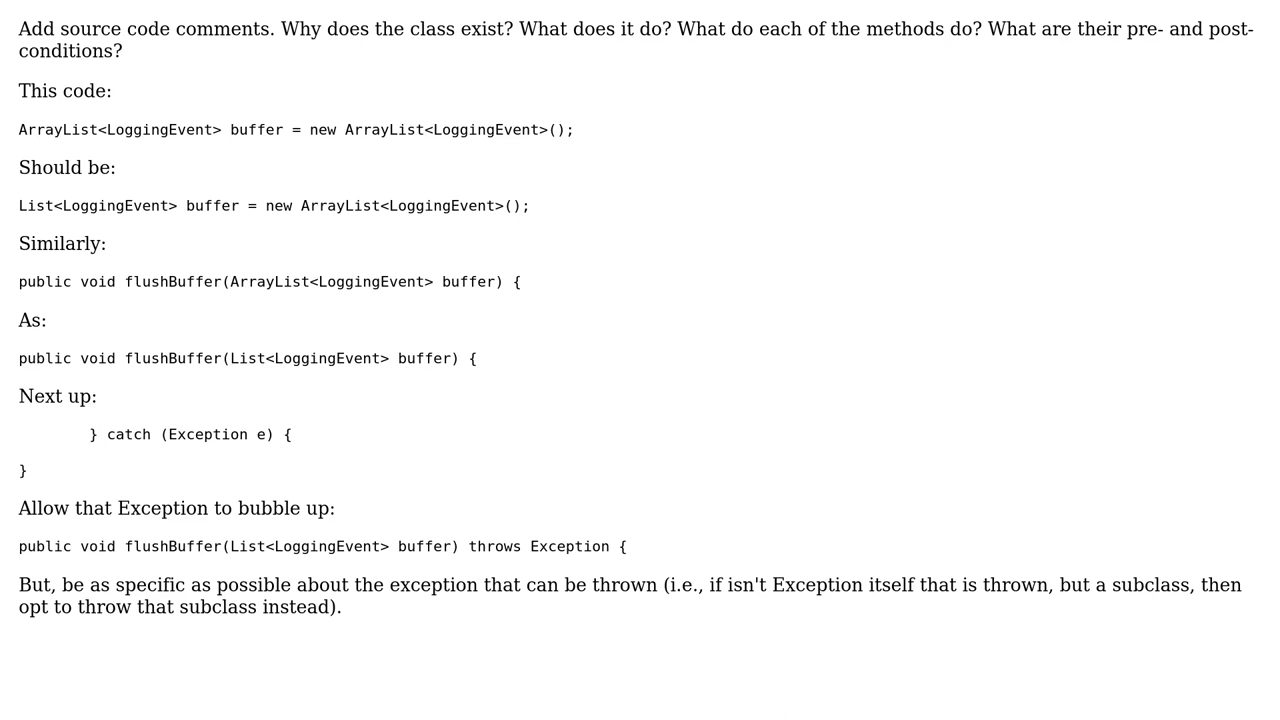 Add source code comments. Why does the class exist? What does it do? What do each of the methods do? What are their pre- and post-
conditions?
This code:
ArrayList<LoggingEvent> buffer = new ArrayList<LoggingEvent>();
Should be:
List<LoggingEvent> buffer = new ArrayList<LoggingEvent>();
Similarly:
public void flushBuffer(ArrayList<LoggingEvent> buffer) {
As:
public void flushBuffer(List<LoggingEvent> buffer) {
Next up:
        } catch (Exception e) {
}
Allow that Exception to bubble up:
public void flushBuffer(List<LoggingEvent> buffer) throws Exception {
But, be as specific as possible about the exception that can be thrown (i.e., if isn't Exception itself that is thrown, but a subclass, then
opt to throw that subclass instead).